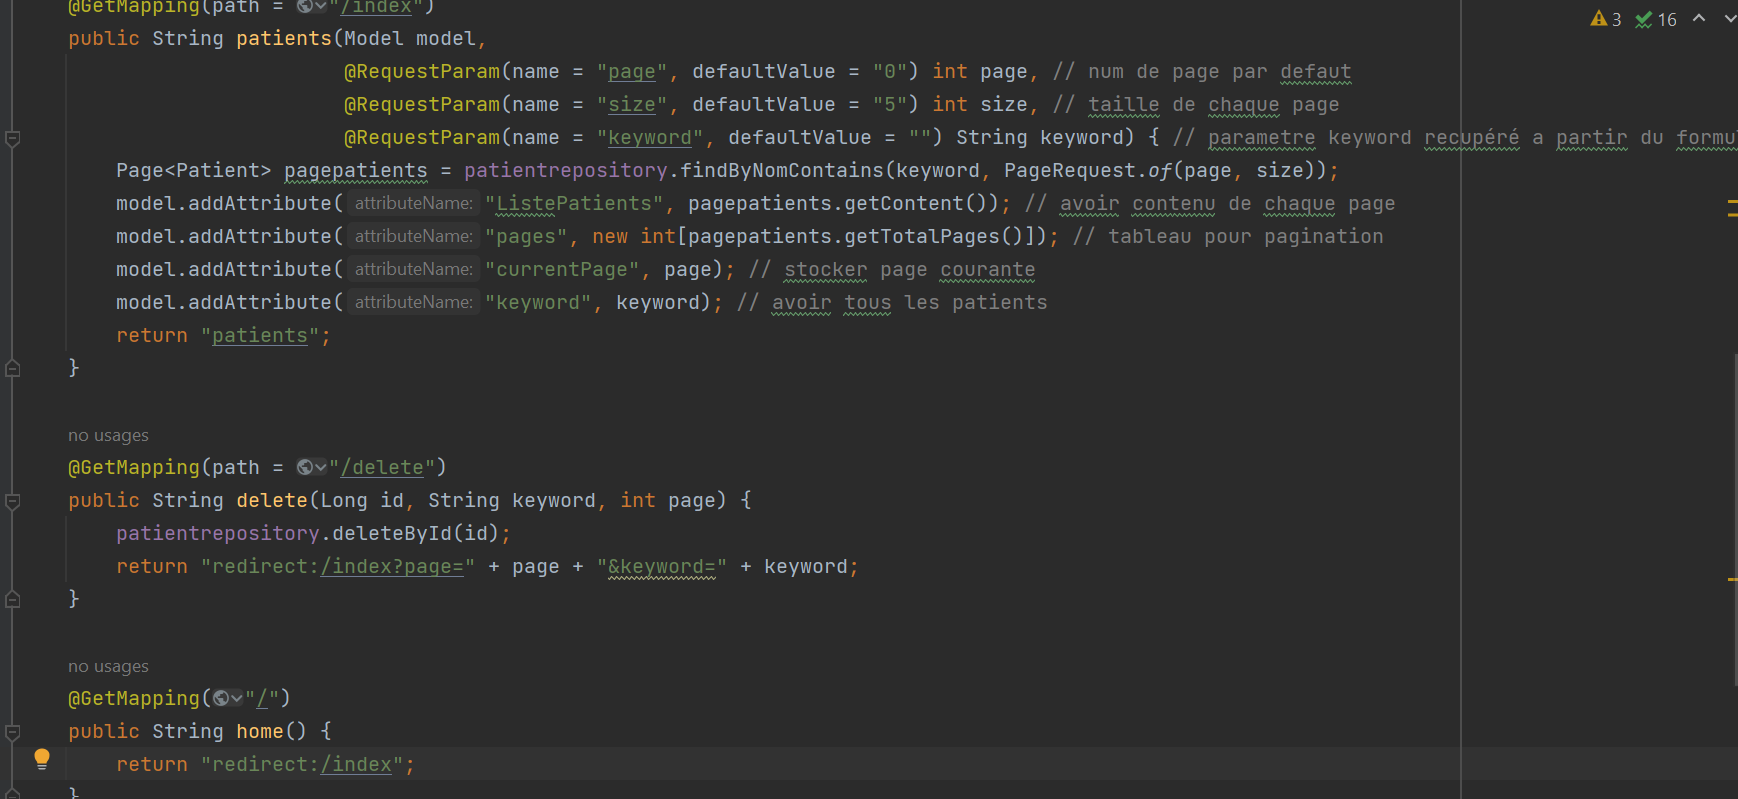 @GetMapping(path = "/index")
3 16
public String patients(Model model,
@RequestParam(name = "page", defaultValue = "0") int page, // num de page par defaut
@RequestParam(name = "size", defaultValue = "5") int size, // taille de chaque page
@RequestParam(name = "keyword", defaultValue = "") String keyword) { // parametre keyword recupéré a partir du formu
Page<Patient> pagepatients = patientrepository.findByNomContains(keyword, PageRequest.of(page, size));
model.addAttribute( attributeName: "ListePatients", pagepatients.getContent()); // avoir contenu de chaque page
model.addAttribute( attributeName: "pages", new int[pagepatients.getTotalPages()]); // tableau pour pagination
model.addAttribute( attributeName: "currentPage", page); // stocker page courante
model.addAttribute( attributeName: "keyword", keyword); // avoir tous les patients
return "patients";
}
no usages
@GetMapping(path = "/delete")
public String delete(Long id, String keyword, int page) {
patientrepository.deleteById(id);
return "redirect:/index?page=" + page + "&keyword=" + keyword;
}
no usages
@GetMapping("/")
public String home() {
return "redirect:/index";
}